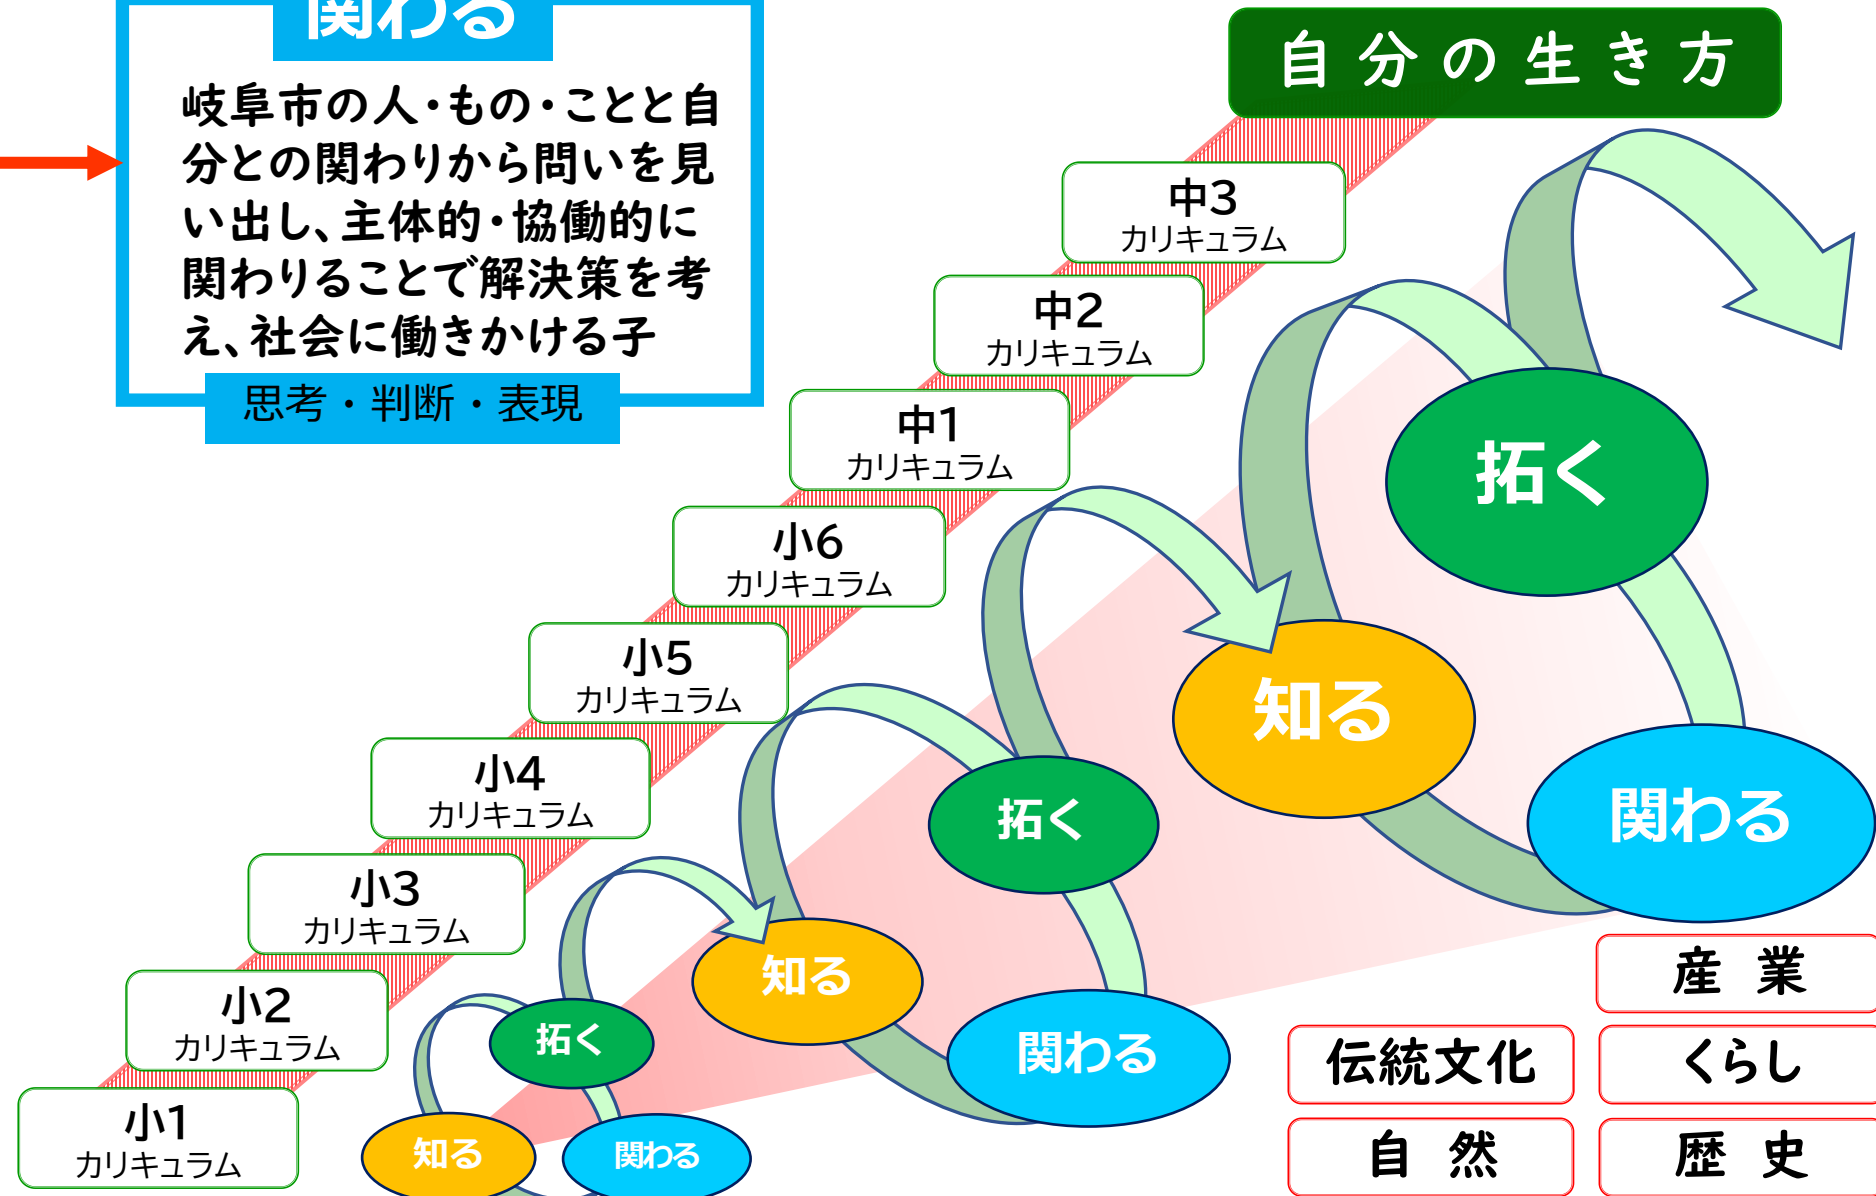 関わる
岐阜市の人・もの・ことと自
分との関わりから問いを見
い出し、主体的・協働的に
関わりることで解決策を考
え、社会に働きかける子
思考・判断・表現
自分の生き方
中3
カリキュラム
中2
カリキュラム
中1
カリキュラム
小6
カリキュラム
小5
カリキュラム
小4
カリキュラム
小3
カリキュラム
小2
カリキュラム
小1
カリキュラム
拓く
知る
関わる
拓く
知る
関わる
拓く
知る
関わる
産業
伝統文化
くらし
自然
歴史